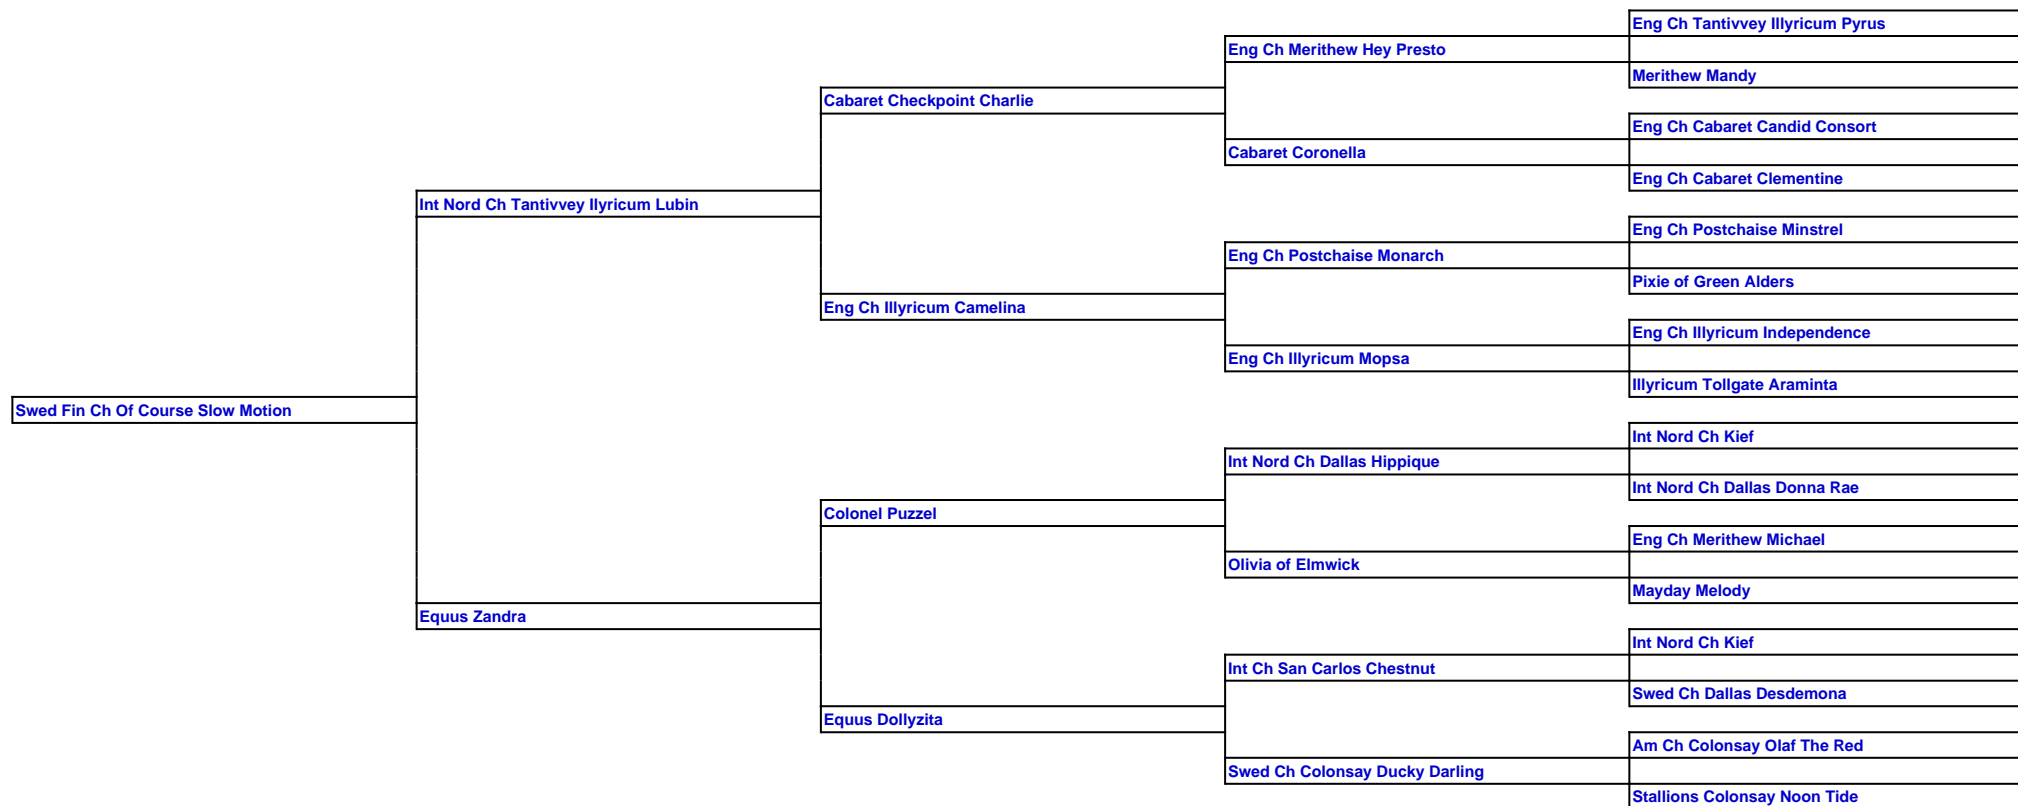 Eng Ch Tantivvey Illyricum Pyrus
Eng Ch Merithew Hey Presto
Merithew Mandy
Cabaret Checkpoint Charlie
Eng Ch Cabaret Candid Consort
Cabaret Coronella
Eng Ch Cabaret Clementine
Int Nord Ch Tantivvey Ilyricum Lubin
Eng Ch Postchaise Minstrel
Eng Ch Postchaise Monarch
Pixie of Green Alders
Eng Ch Illyricum Camelina
Eng Ch Illyricum Independence
Eng Ch Illyricum Mopsa
Illyricum Tollgate Araminta
Swed Fin Ch Of Course Slow Motion
Int Nord Ch Kief
Int Nord Ch Dallas Hippique
Int Nord Ch Dallas Donna Rae
Colonel Puzzel
Eng Ch Merithew Michael
Olivia of Elmwick
Mayday Melody
Equus Zandra
Int Nord Ch Kief
Int Ch San Carlos Chestnut
Swed Ch Dallas Desdemona
Equus Dollyzita
Am Ch Colonsay Olaf The Red
Swed Ch Colonsay Ducky Darling
Stallions Colonsay Noon Tide